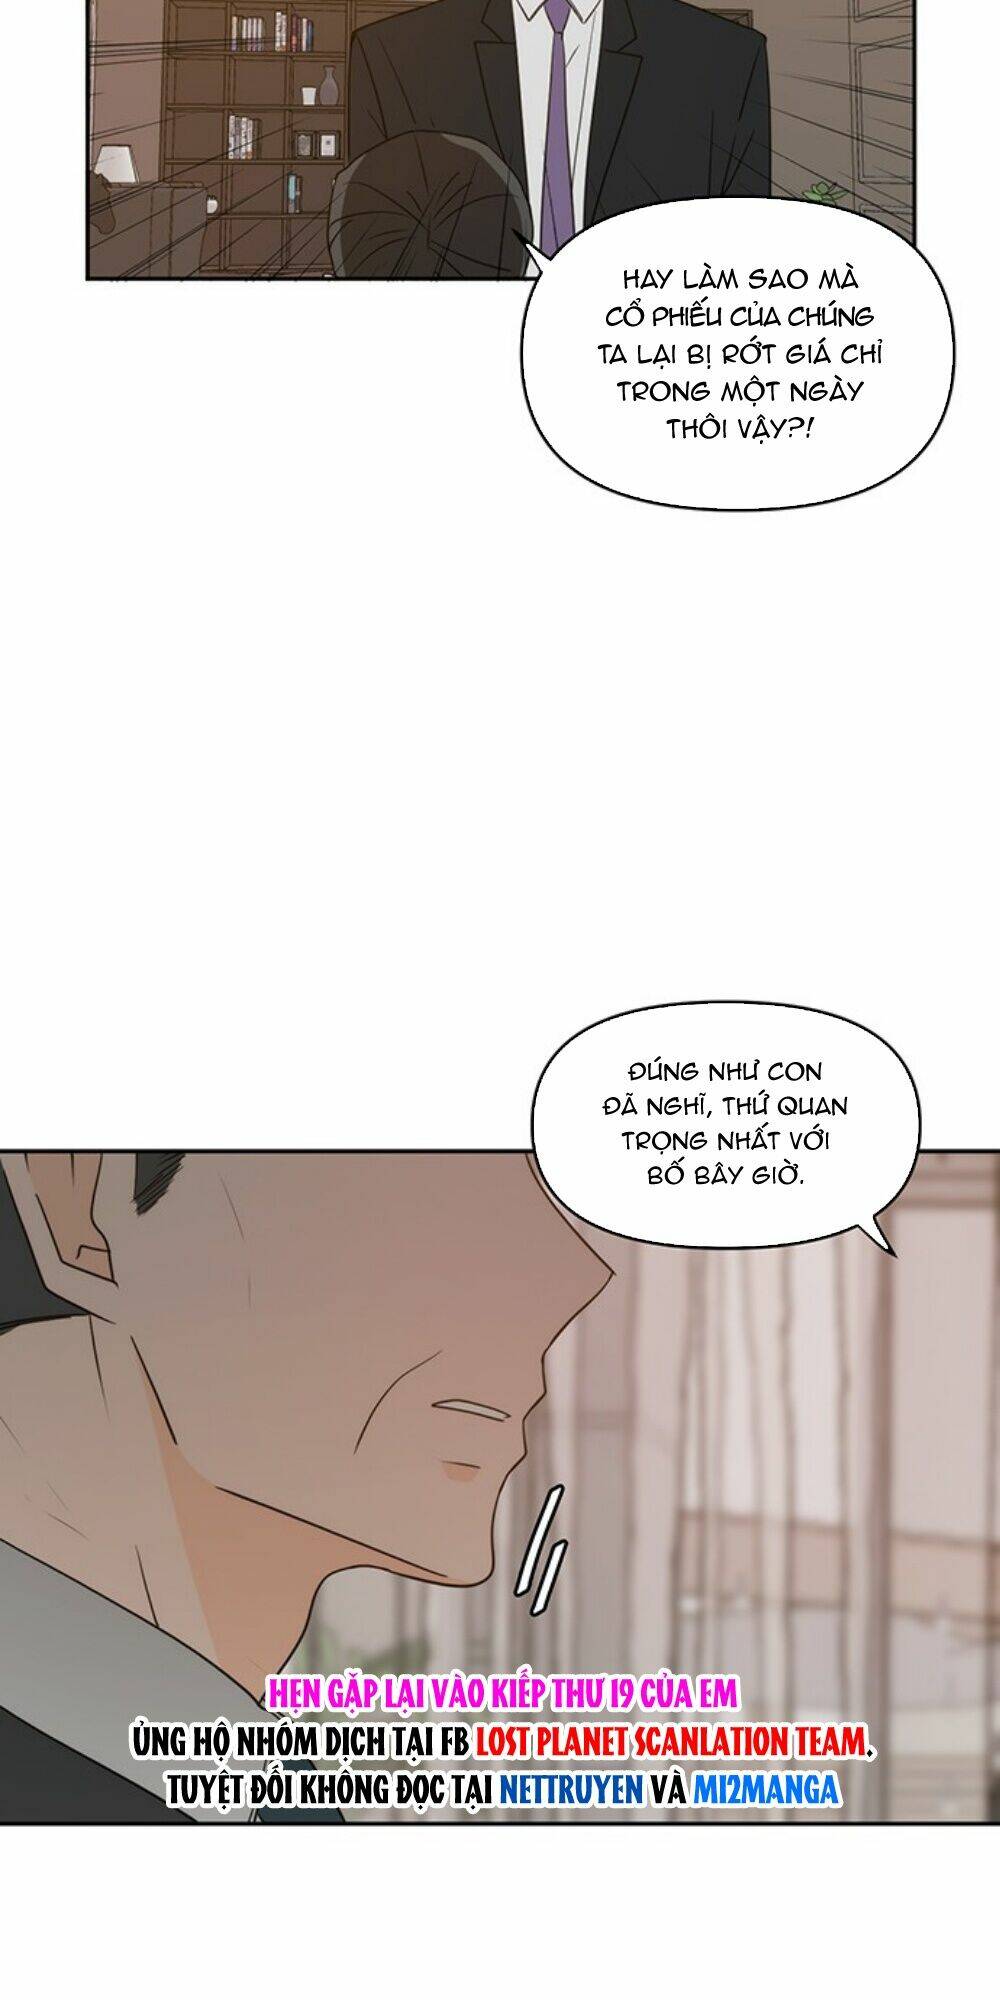 HAY LÀM SAO MÀ
CỔ PHIẾU CỦA CHÚNG
TA LẠI BỊ RỚT GIÁ CHỈ
TRONG MỘT NGÀY
THÔI VẬY?!
ĐÚNG NHƯ CON
ĐÃ NGHĨ, THỨ QUAN
TRỌNG NHẤT VỚI
BỐ BÂY GIỜ.
HẸN GẶP LẠI VÀO KIẾP THƯ 19 CỦA EM
ỦNG HỘ NHÓM DỊCH TẠI FB LOST PLANET SCANLATION TEAM.
TUYỆT ĐỐI KHÔNG ĐỌC TẠI NETTRUYEN VÀ MI2MANGA